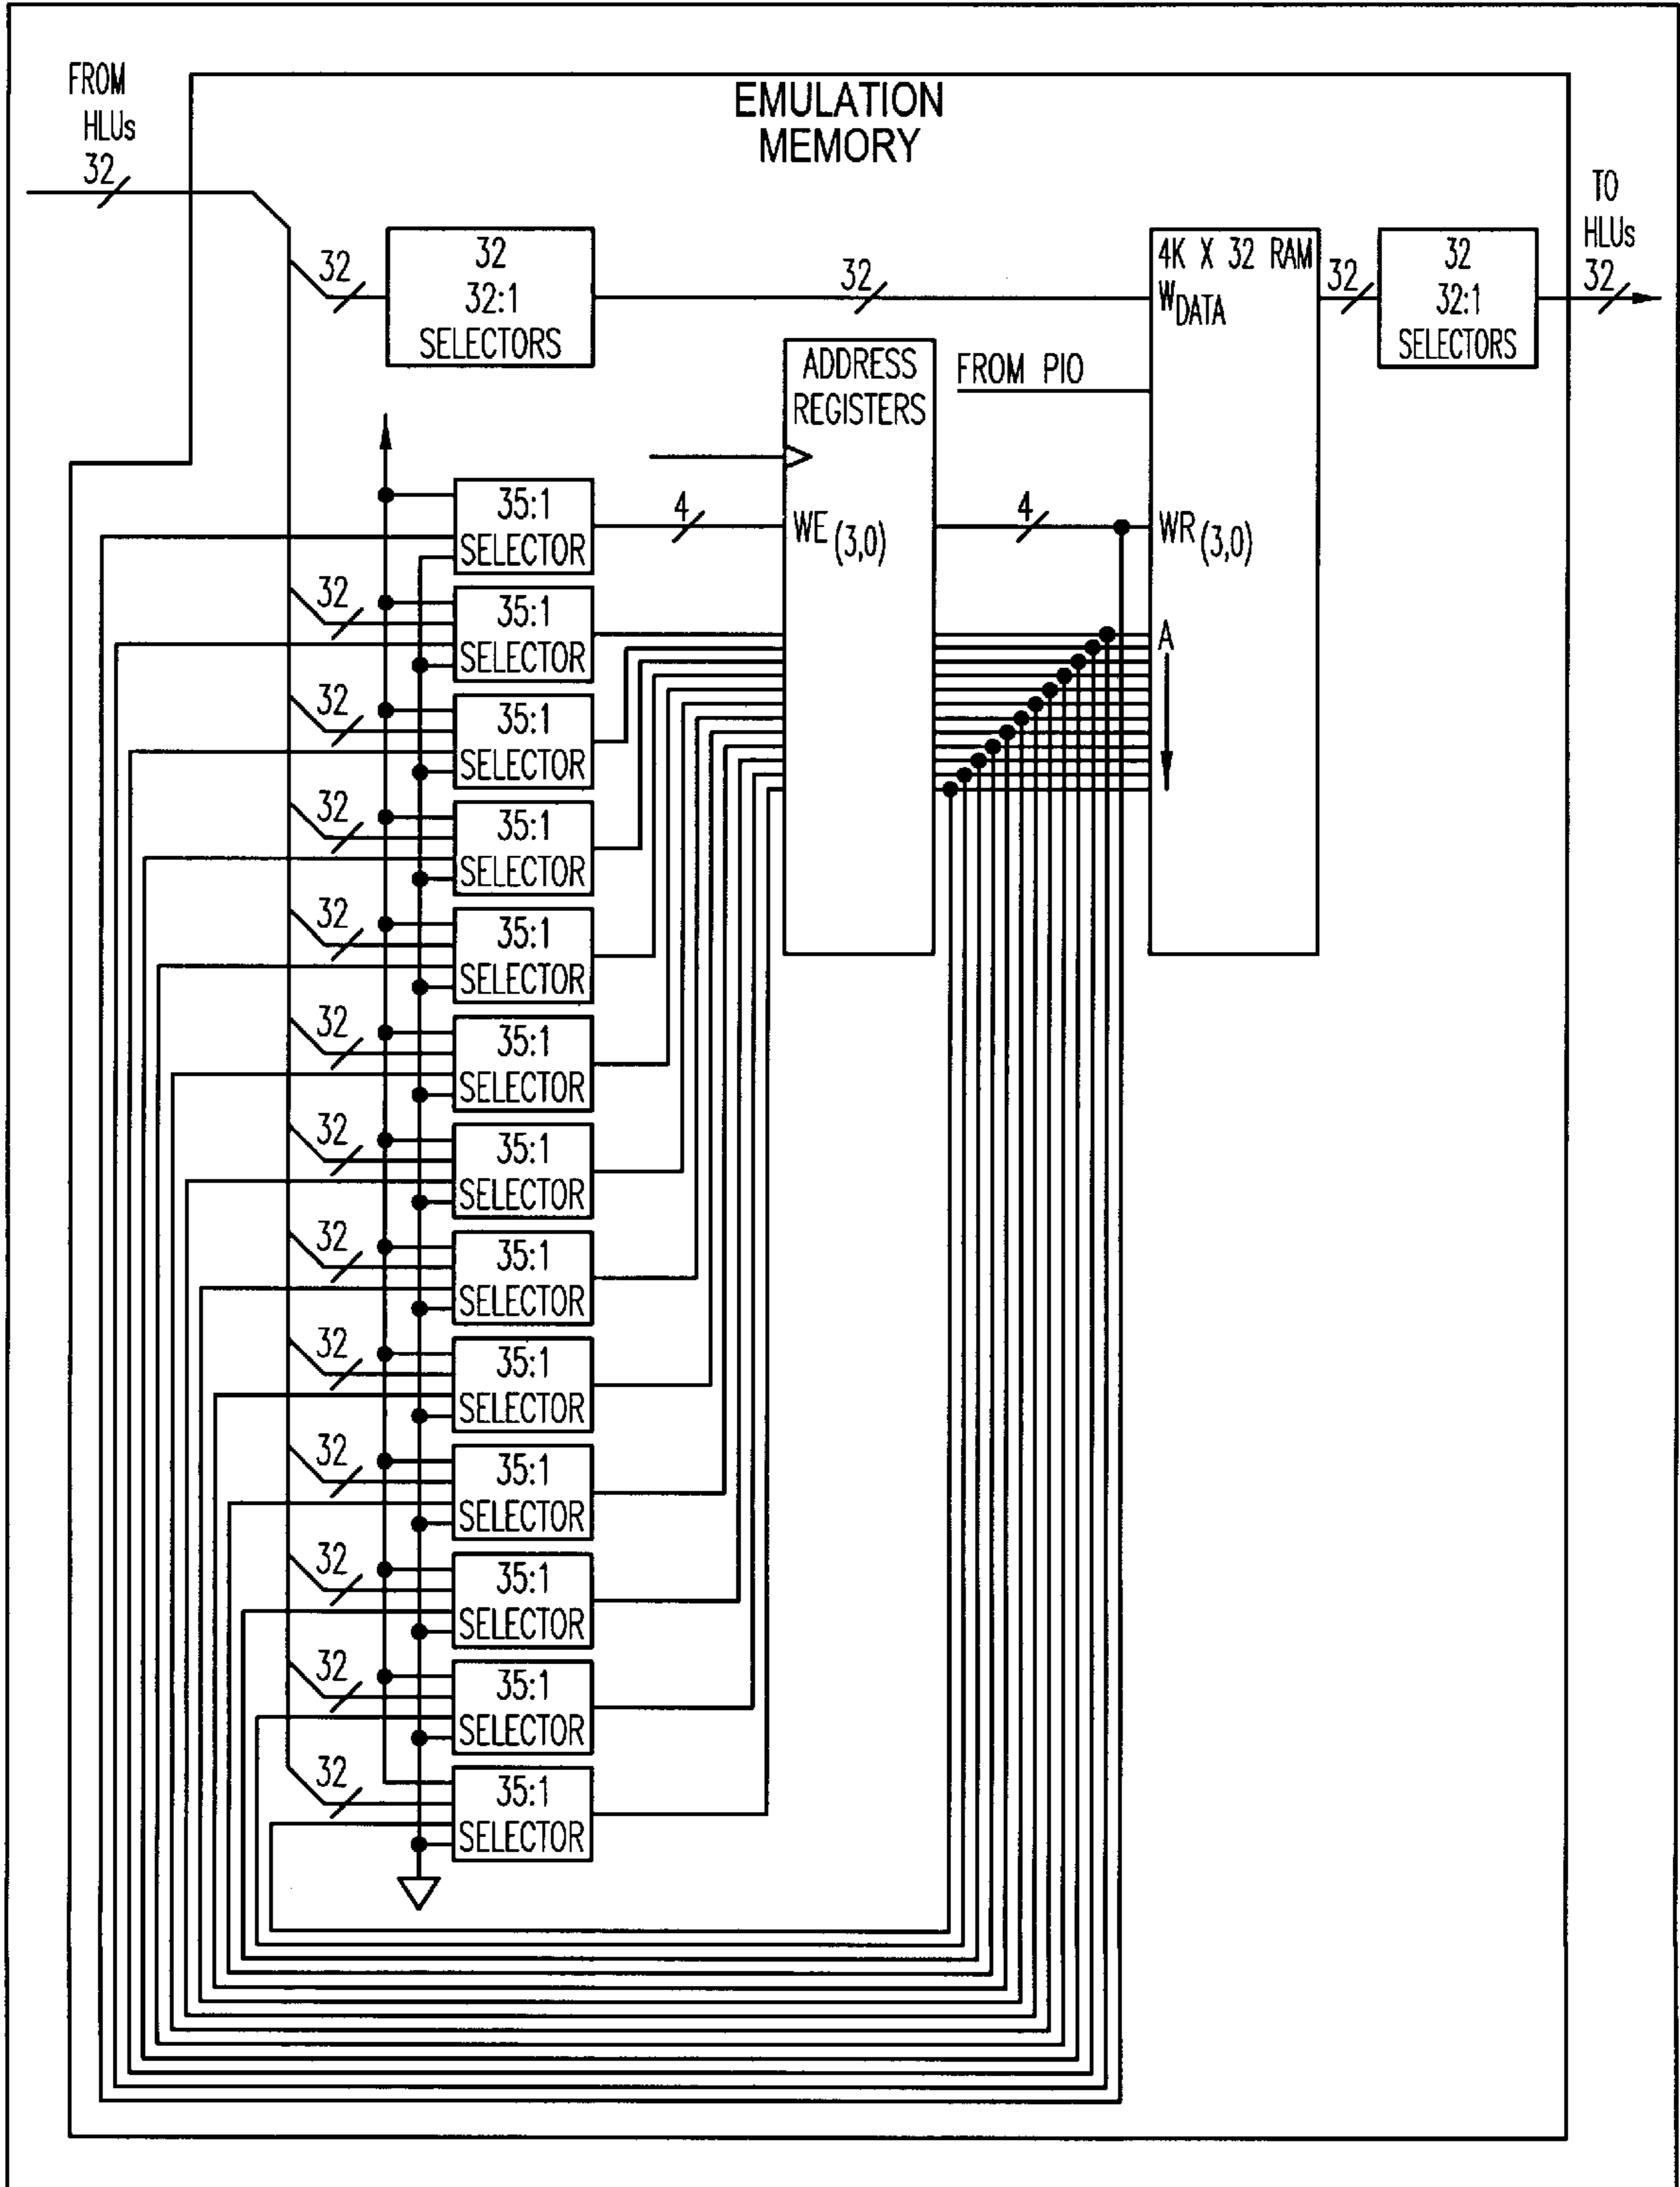 FROM
HLUs
32
EMULATION
MEMORY
TO
HLUs
32
32
32
32:1
SELECTORS
32
4K X 32 RAM
WDATA
32
32
32:1
SELECTORS
ADDRESS
REGISTERS
FROM PIO
35:1
SELECTOR
4
WE(3,0)
4
WR(3,0)
32
35:1
SELECTOR
A
32
35:1
SELECTOR
32
35:1
SELECTOR
32
35:1
SELECTOR
32
35:1
SELECTOR
32
35:1
SELECTOR
32
35:1
SELECTOR
32
35:1
SELECTOR
32
35:1
SELECTOR
32
35:1
SELECTOR
32
35:1
SELECTOR
32
35:1
SELECTOR